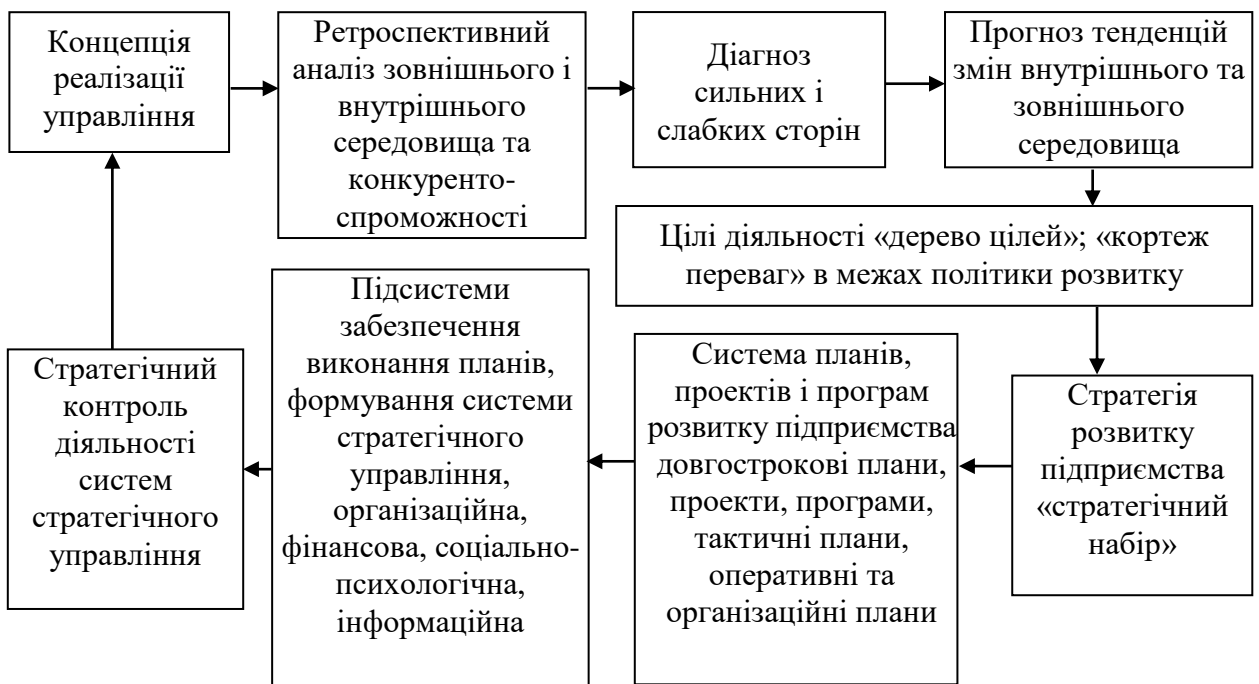 Концепція
реалізації
управління
Ретроспективний
аналіз зовнішнього і
внутрішнього
середовища та
конкуренто-
спроможності
Діагноз
сильних і
слабких сторін
Прогноз тенденцій
змін внутрішнього та
зовнішнього
середовища
Цілі діяльності «дерево цілей»; «кортеж
переваг» в межах політики розвитку
Стратегія
розвитку
підприємства
«стратегічний
набір»
Система планів,
проектів і програм
розвитку підприємства
довгострокові плани,
проекти, програми,
тактичні плани,
оперативні та
організаційні плани
Підсистеми
забезпечення
виконання планів,
формування системи
стратегічного
управління,
організаційна,
фінансова, соціально-
психологічна,
інформаційна
Стратегічний
контроль
діяльності
систем
стратегічного
управління